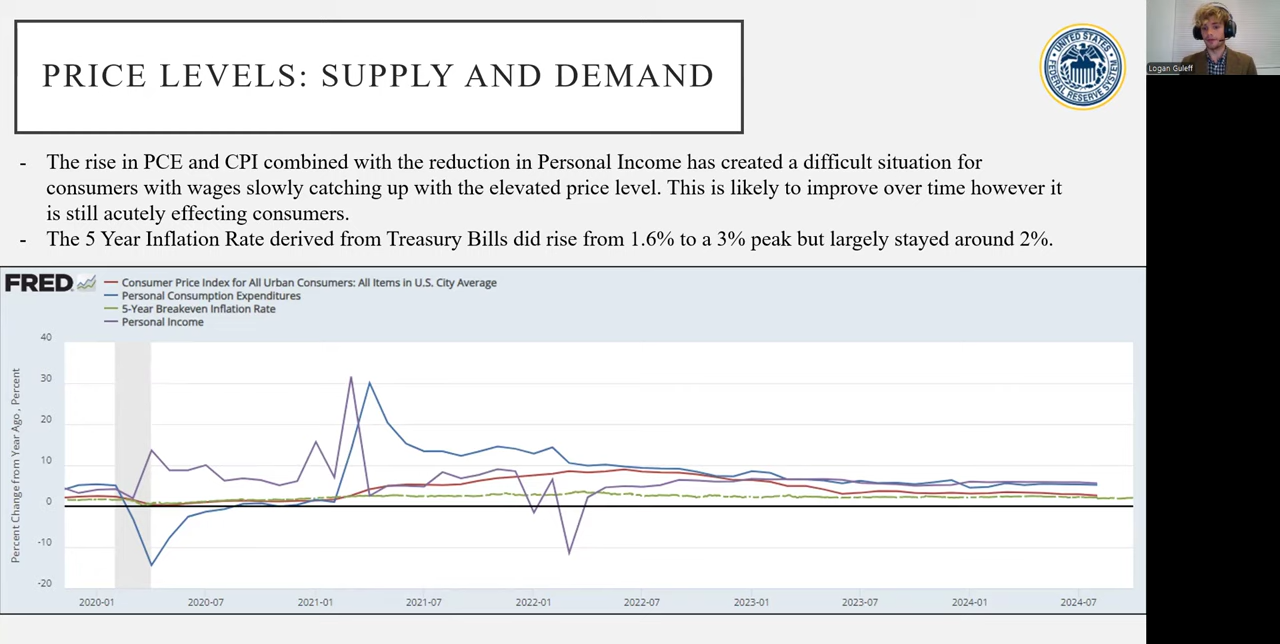 PRICE LEVELS: SUPPLY AND DEMAND
UNITED STATES
FEDERAL RESERVE SYSTEM
Logan Guleff
- The rise in PCE and CPI combined with the reduction in Personal Income has created a difficult situation for
consumers with wages slowly catching up with the elevated price level. This is likely to improve over time however it
is still acutely effecting consumers.
- The 5 Year Inflation Rate derived from Treasury Bills did rise from 1.6% to a 3% peak but largely stayed around 2%.
FRED
Consumer Price Index for All Urban Consumers: All Items in U.S. City Average
Personal Consumption Expenditures
5-Year Breakeven Inflation Rate
Personal Income
Percent Change from Year Ago , Percent
40
30
20
10
0
-10
-20
2020-01 2020-07 2021-01 2021-07 2022-01 2022-07 2023-01 2023-07 2024-01 2024-07